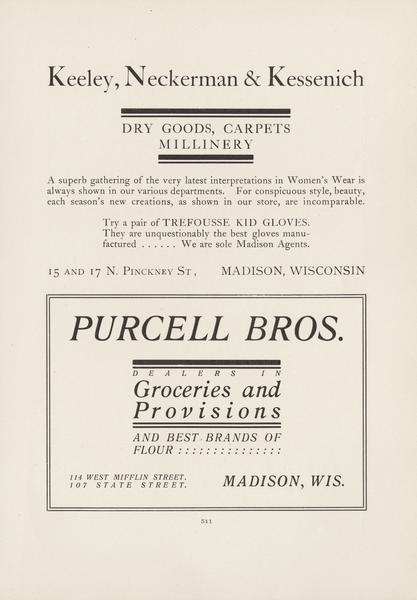 Keeley, Neckerman & Kessenich
DRY GOODS, CARPETS
MILLINERY
A superb gathering of the very latest interpretations in Women's Wear is
always shown in our various departments. For conspicuous style, beauty,
each season's new creations, as shown in our store, are incomparable.
Try a pair of TREFOUSSE KID GLOVES.
They are unquestionably the best gloves manu-
factured . . . . . . We are sole Madison Agents.
15 AND 17 N. PINCKNEY ST, MADISON, WISCONSIN
PURCELL BROS.
DEALERS IN
Groceries and
Provisions
AND BEST BRANDS OF
FLOUR : : : : : : : : : : : : : : :
114 WEST MIFFLIN STREET.
107 STATE STREET.
MADISON, WIS.
511